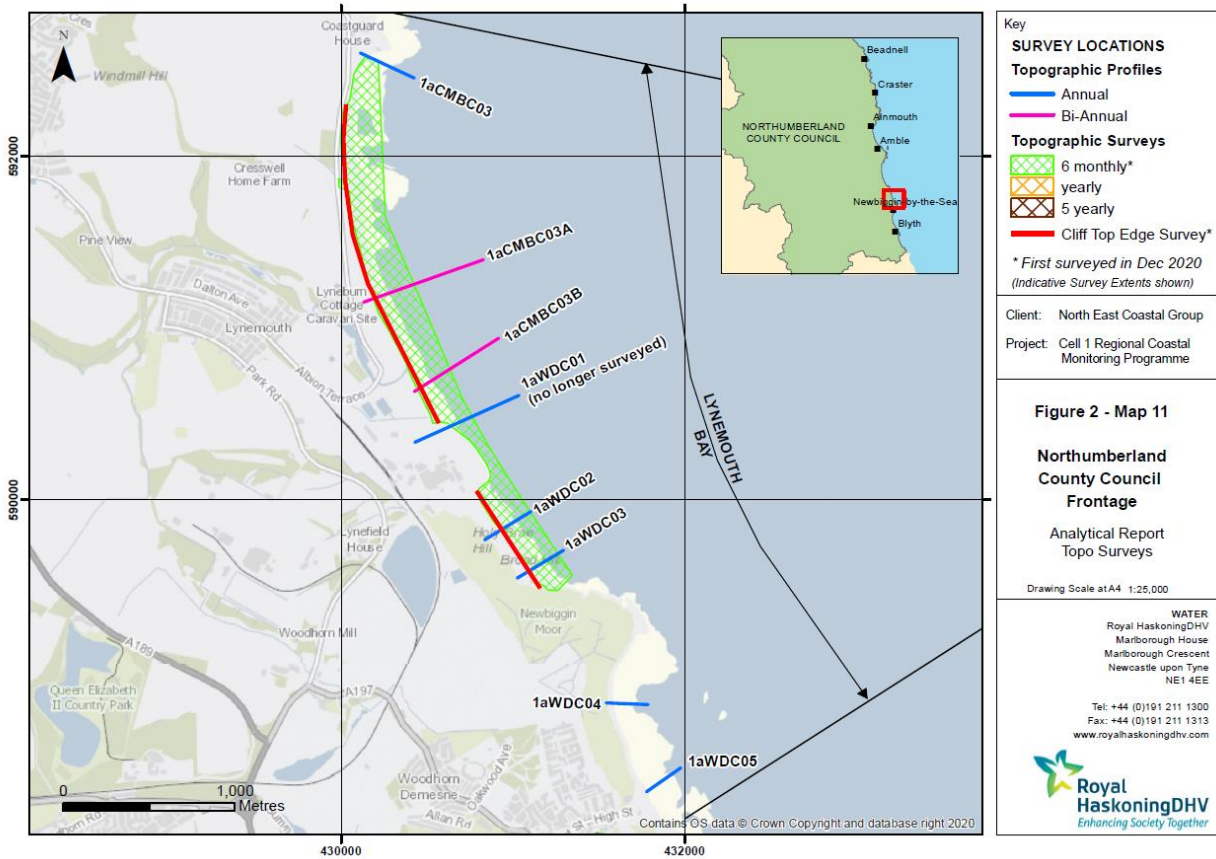 Coastguard
House
Cres
N
Windmill Hill
1aCMBC03
592000
Cresswell
Home Farm
Pine View
Dalton Ave
Lynemouth
Lyneburn
Cottage
Caravan Site
1aCMBC03A
1aCMBC03B
1aWDC01
(no longer surveyed)
Park Rd
Albion Terrace
LYNEMOUTH
BAY
590000
1aWDC02
1aWDC03
Lynefield
House
Hill
Newbiggin
Moor
Woodhorn Mill
A189
A197
Queen Elizabeth
II Country Park
1aWDC04
1aWDC05
Woodhorn
Demesne
Oakwood Ave
Allan Rd
High St
0 1,000
Metres
Contains OS data © Crown Copyright and database right 2020
430000
432000
NORTHUMBERLAND
COUNTY COUNCIL
Beadnell
Craster
Alnmouth
Amble
Newbiggin-by-the-Sea
Blyth
Key
SURVEY LOCATIONS
Topographic Profiles
Annual
Bi-Annual
Topographic Surveys
6 monthly*
yearly
5 yearly
Cliff Top Edge Survey*
* First surveyed in Dec 2020
(Indicative Survey Extents shown)
Client: North East Coastal Group
Project: Cell 1 Regional Coastal
Monitoring Programme
Figure 2 - Map 11
Northumberland
County Council
Frontage
Analytical Report
Topo Surveys
Drawing Scale at A4 1:25,000
WATER
Royal HaskoningDHV
Marlborough House
Marlborough Crescent
Newcastle upon Tyne
NE1 4EE
Tel: +44 (0)191 211 1300
Fax: +44 (0)191 211 1313
www.royalhaskoningdhv.com
Royal
HaskoningDHV
Enhancing Society Together